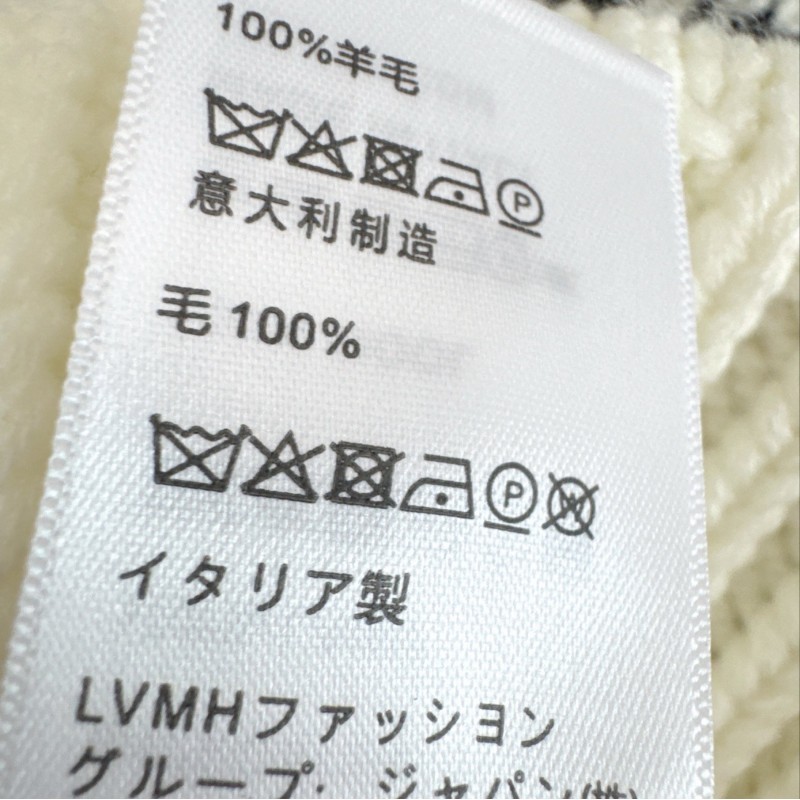 100%羊毛
P
意大利制造
毛 100%
P W
イタリア製
LVMHファッション
グループ・ジャパン(株)